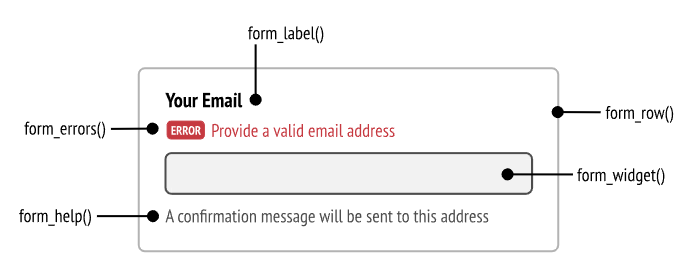 form_label()
Your Email
form_row()
form_errors()
ERROR Provide a valid email address
form_widget()
form_help()
A confirmation message will be sent to this address